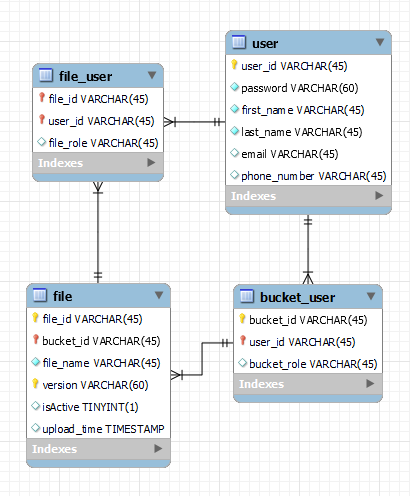 user
user_id VARCHAR(45)
password VARCHAR(60)
first_name VARCHAR(45)
last_name VARCHAR(45)
email VARCHAR(45)
phone_number VARCHAR(45)
Indexes
file_user
file_id VARCHAR(45)
user_id VARCHAR(45)
file_role VARCHAR(45)
Indexes
file
file_id VARCHAR(45)
bucket_id VARCHAR(45)
file_name VARCHAR(45)
version VARCHAR(60)
isActive TINYINT(1)
upload_time TIMESTAMP
Indexes
bucket_user
bucket_id VARCHAR(45)
user_id VARCHAR(45)
bucket_role VARCHAR(45)
Indexes